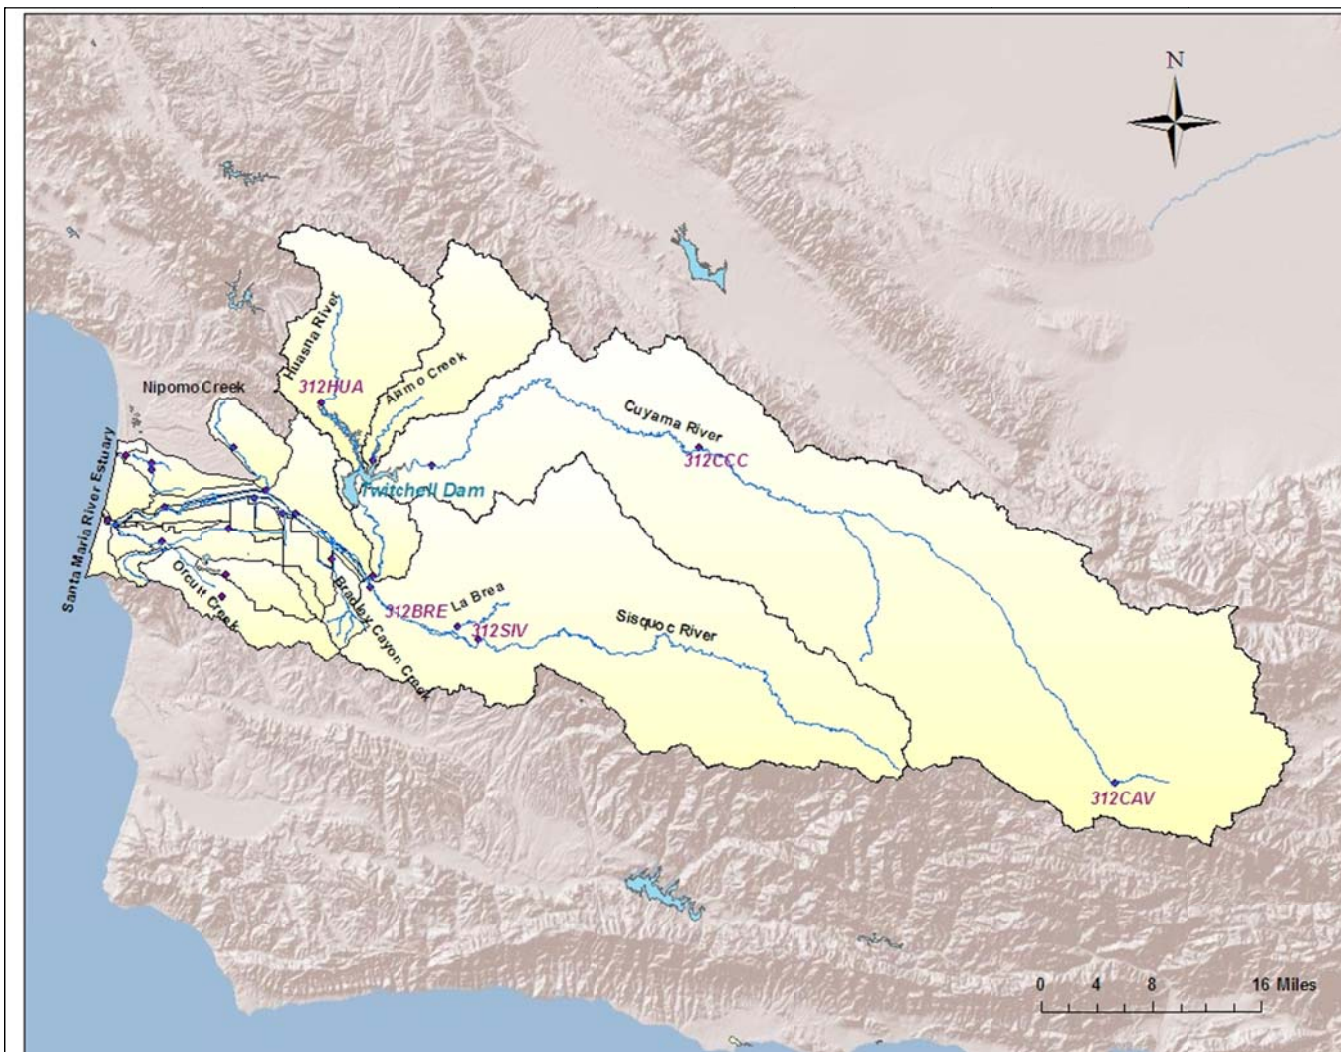 N
Huasna River
Alamo Creek
312HUA
Nipomo Creek
Cuyama River
312CCC
Santa Maria River Estuary
Twitchell Dam
Orcutt Creek
Bradley Cayon Creek
312BRE
La Brea
312SIV
Sisquoc River
312CAV
0 4 8 16 Miles